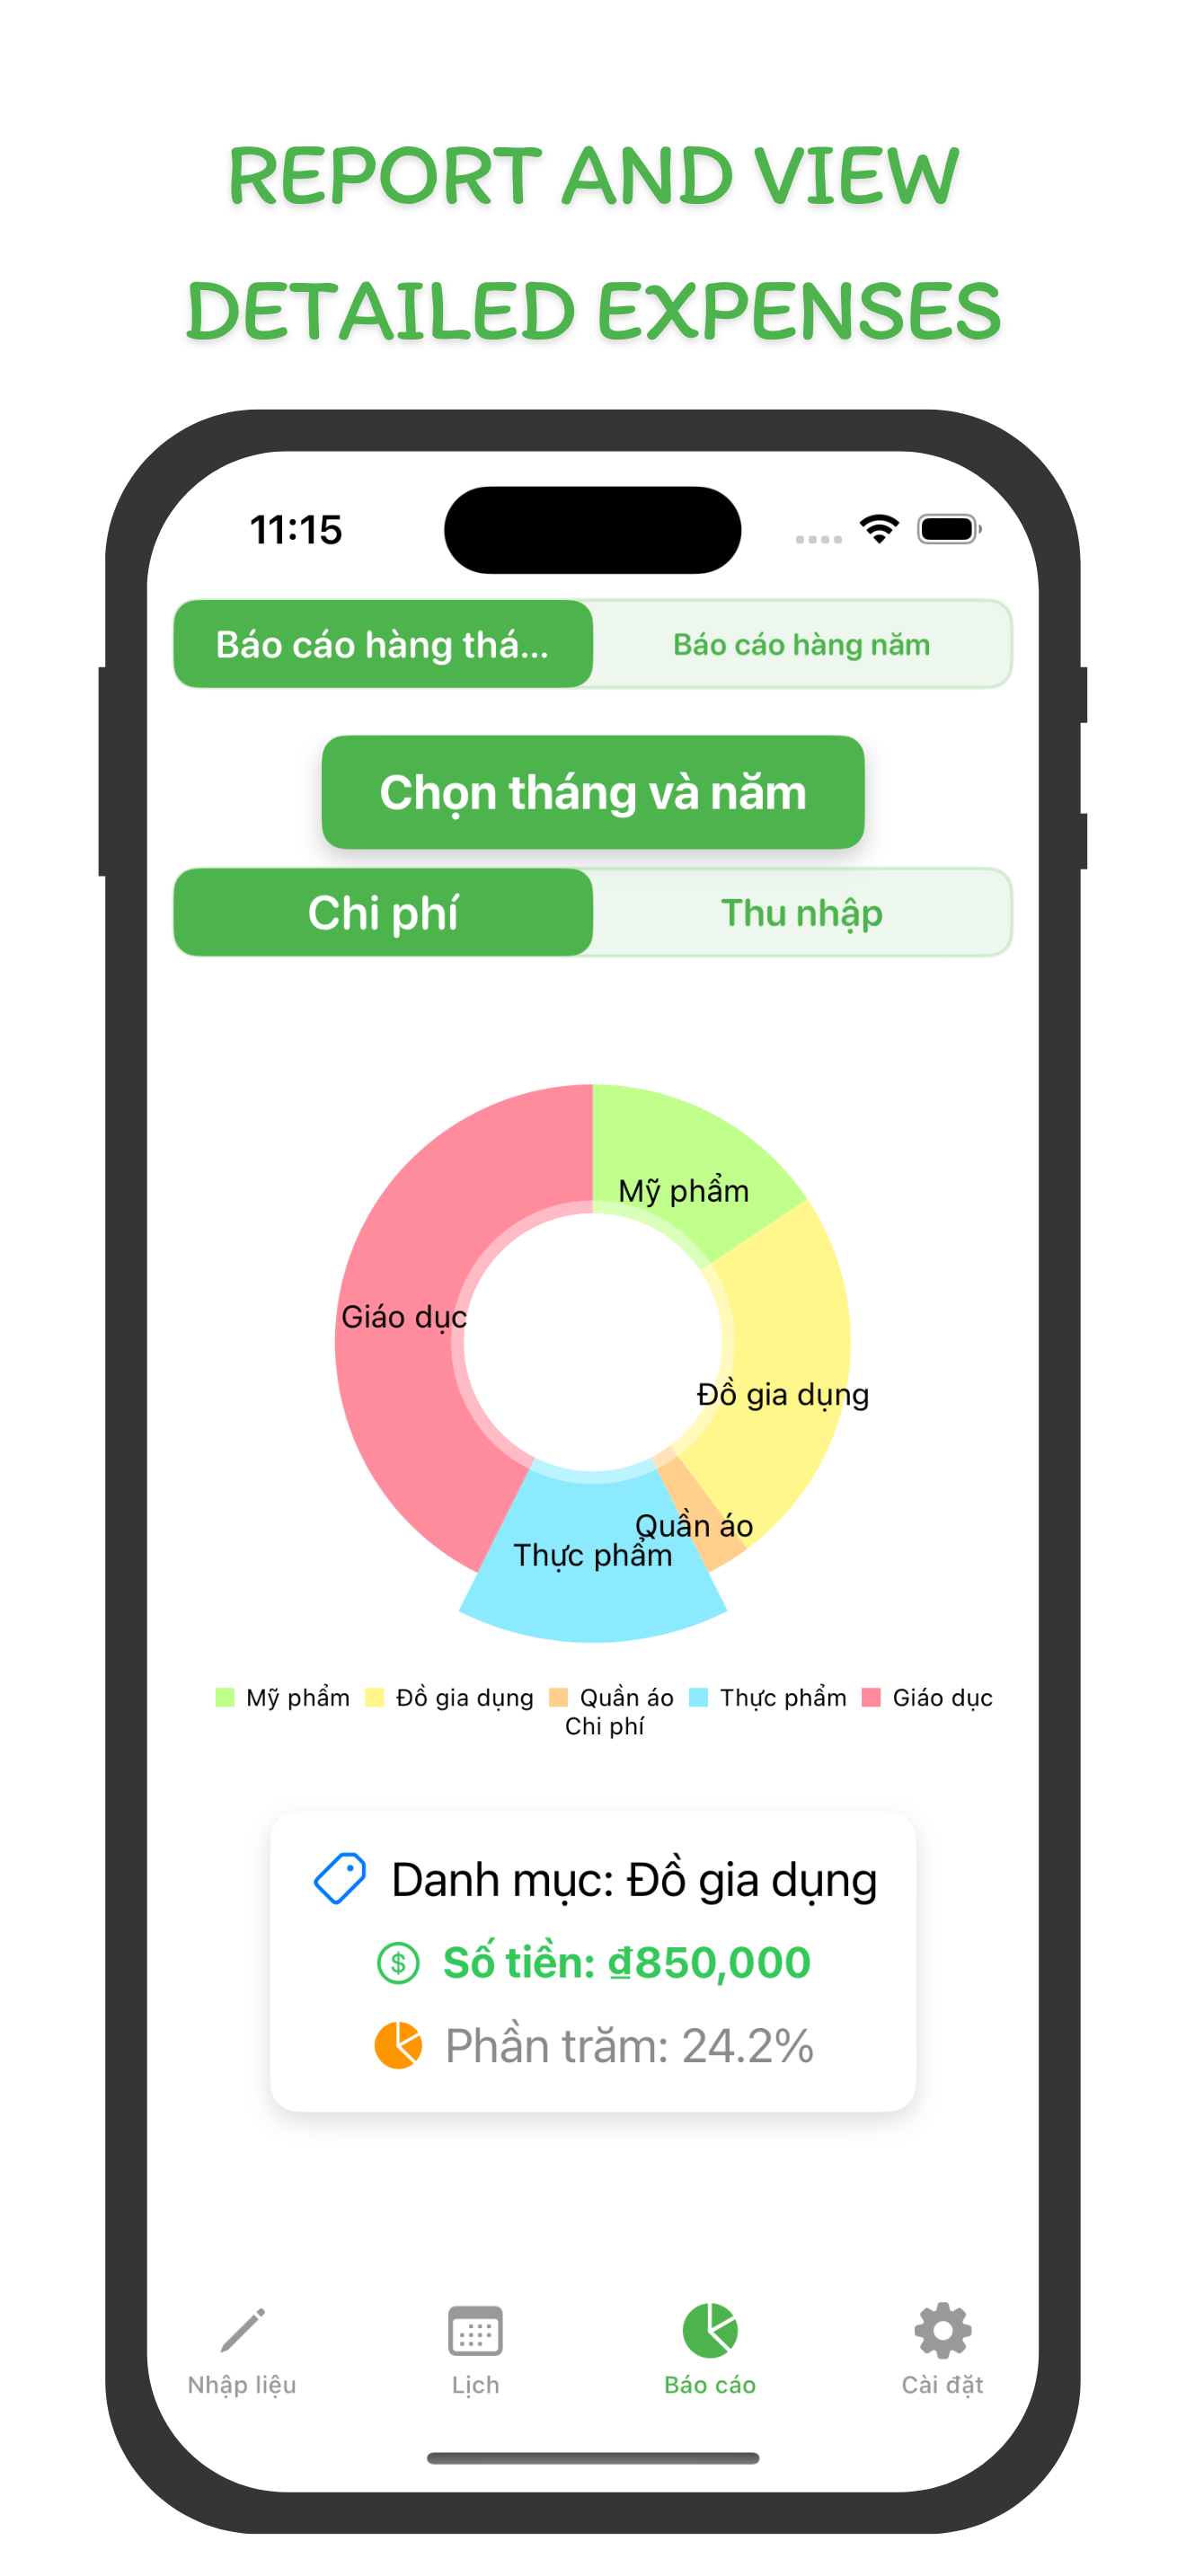 REPORT AND VIEW
DETAILED EXPENSES
11:15
Báo cáo hàng thá...
Báo cáo hàng năm
Chọn tháng và năm
Chi phí
Thu nhập
Mỹ phẩm
Giáo dục
Đồ gia dụng
Quần áo
Thực phẩm
Mỹ phẩm Đồ gia dụng Quần áo Thực phẩm Giáo dục
Chi phí
Danh mục: Đồ gia dụng
$ Số tiền: ₫850,000
Phần trăm: 24.2%
Nhập liệu
Lịch
Báo cáo
Cài đặt